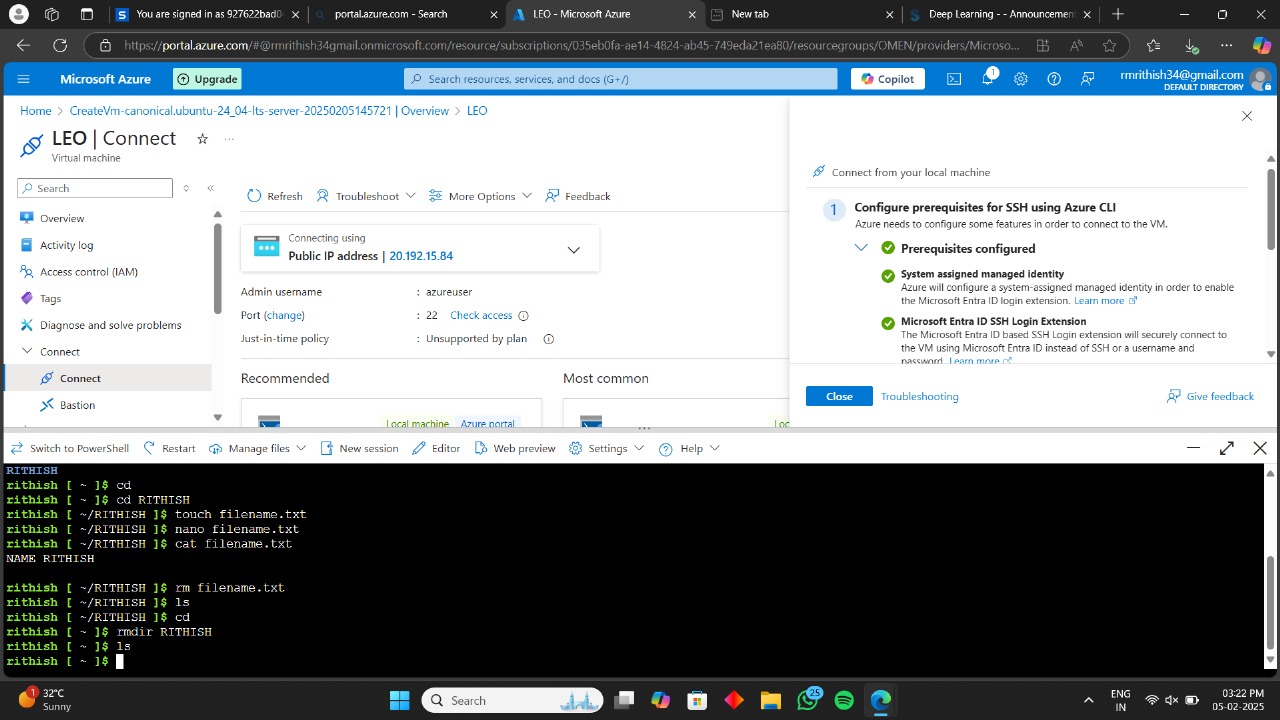 You are signed in as 927622bad0
portal.azure.com - Search
LEO - Microsoft Azure
New tab
Deep Learning - - Announcement
https://portal.azure.com/#@rmrithish34gmail.onmicrosoft.com/resource/subscriptions/035eb0fa-ae14-4824-ab45-749eda21ea80/resourcegroups/OMEN/providers/Microso...
Microsoft Azure
Upgrade
Search resources, services, and docs (G+/)
Copilot
1
rmrithish34@gmail.com
DEFAULT DIRECTORY
Home > CreateVm-canonical.ubuntu-24_04-lts-server-20250205145721 | Overview > LEO
LEO | Connect
Virtual machine
Search
Overview
Activity log
Access control (IAM)
Tags
Diagnose and solve problems
Connect
Connect
Bastion
Refresh
Troubleshoot
More Options
Feedback
Connecting using
Public IP address | 20.192.15.84
Admin username : azureuser
Port (change) : 22 Check access
Just-in-time policy : Unsupported by plan
Recommended
Most common
Local machine
Azure portal
Loc
Connect from your local machine
1 Configure prerequisites for SSH using Azure CLI
Azure needs to configure some features in order to connect to the VM.
Prerequisites configured
System assigned managed identity
Azure will configure a system-assigned managed identity in order to enable
the Microsoft Entra ID login extension. Learn more
Microsoft Entra ID SSH Login Extension
The Microsoft Entra ID based SSH Login extension will securely connect to
the VM using Microsoft Entra ID instead of SSH or a username and
password. Learn more
Close
Troubleshooting
Give feedback
Switch to PowerShell
Restart
Manage files
New session
Editor
Web preview
Settings
Help
RITHISH
rithish [ ~ ]$ cd
rithish [ ~ ]$ cd RITHISH
rithish [ ~/RITHISH ]$ touch filename.txt
rithish [ ~/RITHISH ]$ nano filename.txt
rithish [ ~/RITHISH ]$ cat filename.txt
NAME RITHISH
rithish [ ~/RITHISH ]$ rm filename.txt
rithish [ ~/RITHISH ]$ ls
rithish [ ~/RITHISH ]$ cd
rithish [ ~ ]$ rmdir RITHISH
rithish [ ~ ]$ ls
rithish [ ~ ]$
1
32°C
Sunny
Search
25
ENG
IN
03:22 PM
05-02-2025